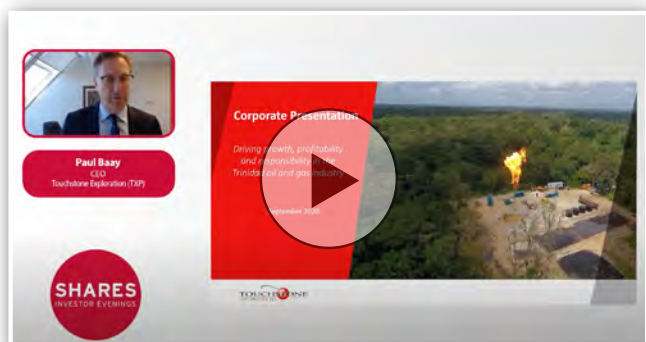 Paul Baay
CEO
Touchstone Exploration (TXP)
SHARES
INVESTOR EVENINGS
Corporate Presentation
Driving growth, profitability
and responsibility in the
Trinidad oil and gas industry
September 2020
TOUCHSTONE